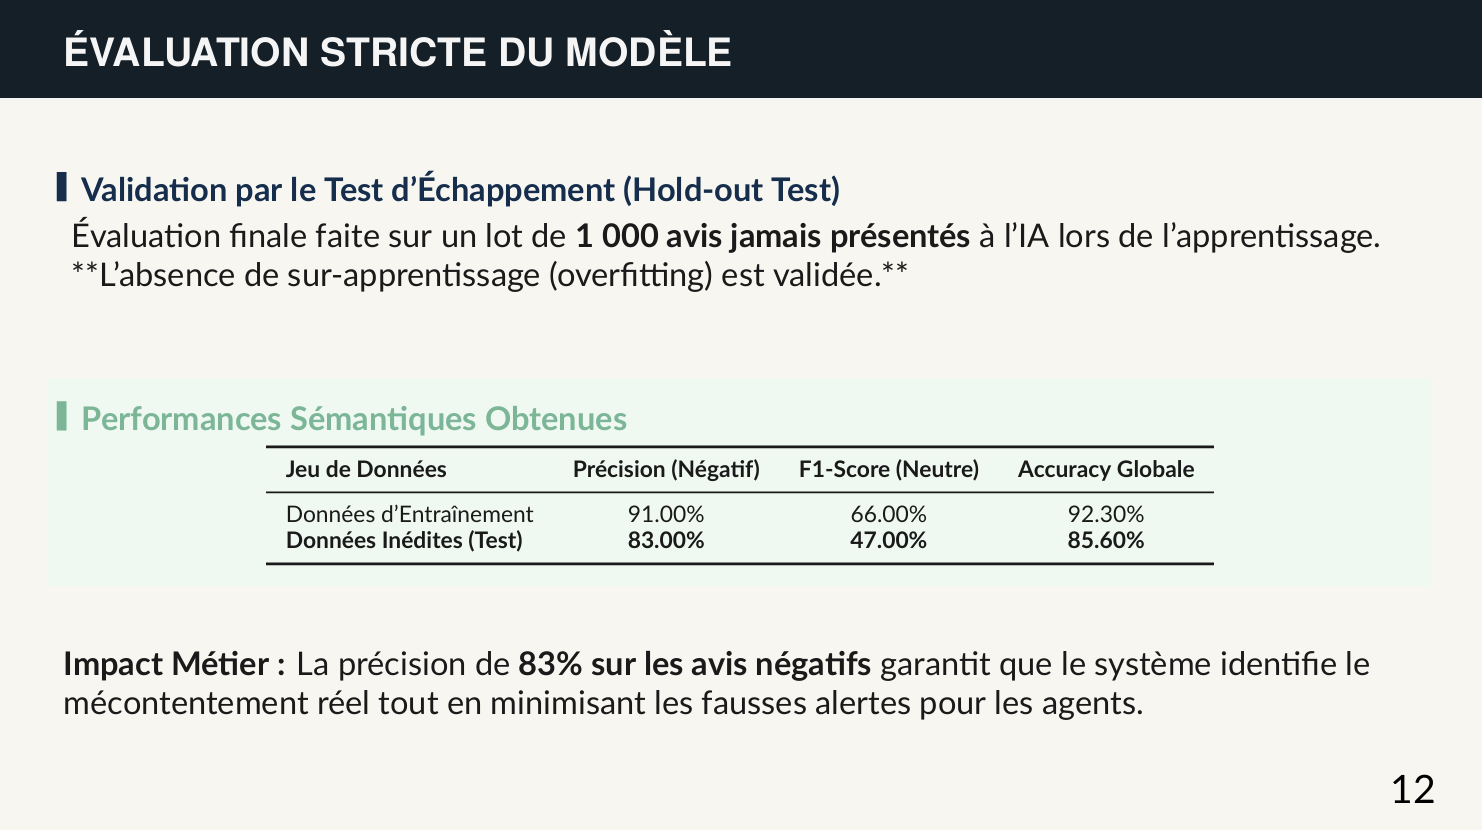 ÉVALUATION STRICTE DU MODÈLE
Validation par le Test d’Échappement (Hold-out Test)
Évaluation finale faite sur un lot de 1 000 avis jamais présentés à l’IA lors de l’apprentissage.
**L’absence de sur-apprentissage (overfitting) est validée.**
Performances Sémantiques Obtenues
Jeu de Données Précision (Négatif) F1-Score (Neutre) Accuracy Globale
Données d’Entraînement 91.00% 66.00% 92.30%
Données Inédites (Test) 83.00% 47.00% 85.60%
Impact Métier : La précision de 83% sur les avis négatifs garantit que le système identifie le
mécontentement réel tout en minimisant les fausses alertes pour les agents.
12